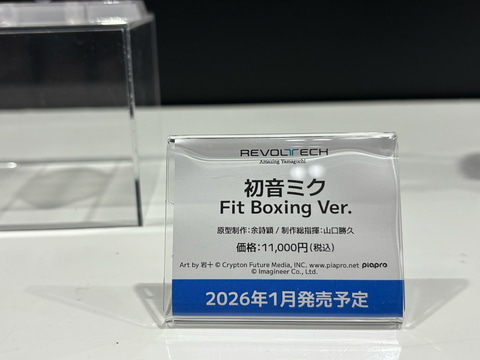 REVOLTECH
Amazing Yamaguchi
初音ミク
Fit Boxing Ver.
原型制作:余詩穎 / 制作総指揮:山口勝久
価格:11,000円(税込)
Art by 岩十 © Crypton Future Media, INC. www.piapro.net piapro
© Imagineer Co., Ltd.
2026年1月発売予定